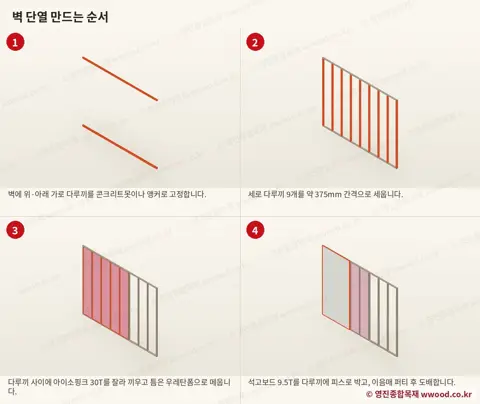 벽 단열 만드는 순서
1
2
벽에 위·아래 가로 다루끼를 콘크리트못이나 앵커로 고정합니다.
세로 다루끼 9개를 약 375mm 간격으로 세웁니다.
3
4
다루끼 사이에 아이소핑크 30T를 잘라 끼우고 틈은 우레탄폼으로 메웁니
다.
석고보드 9.5T를 다루끼에 피스로 박고, 이음매 퍼티 후 도배합니다.
© 영진종합목재 wwood.co.kr